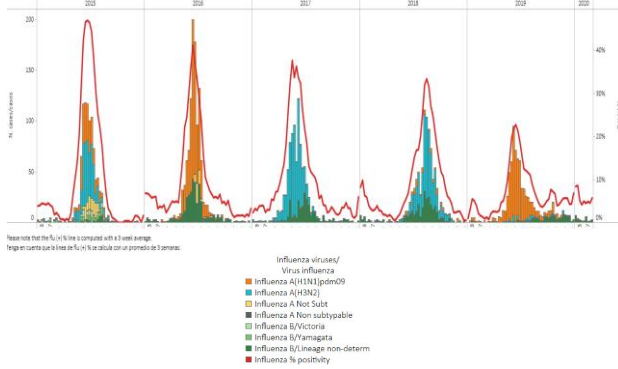 2015 2016 2017 2018 2019 2020
200
150
100
50
0
40%
30%
20%
10%
0%
Please note that the flu (+) % line is computed with a 3 week average.
Tenga en cuenta que la línea de flu (+) % se calcula con un promedio de 3 semanas.
Influenza viruses/
Virus influenza
Influenza A(H1N1)pdm09
Influenza A(H3N2)
Influenza A Not Subt
Influenza A Non subtypable
Influenza B/Victoria
Influenza B/Yamagata
Influenza B/Lineage non-determ
Influenza % positivity